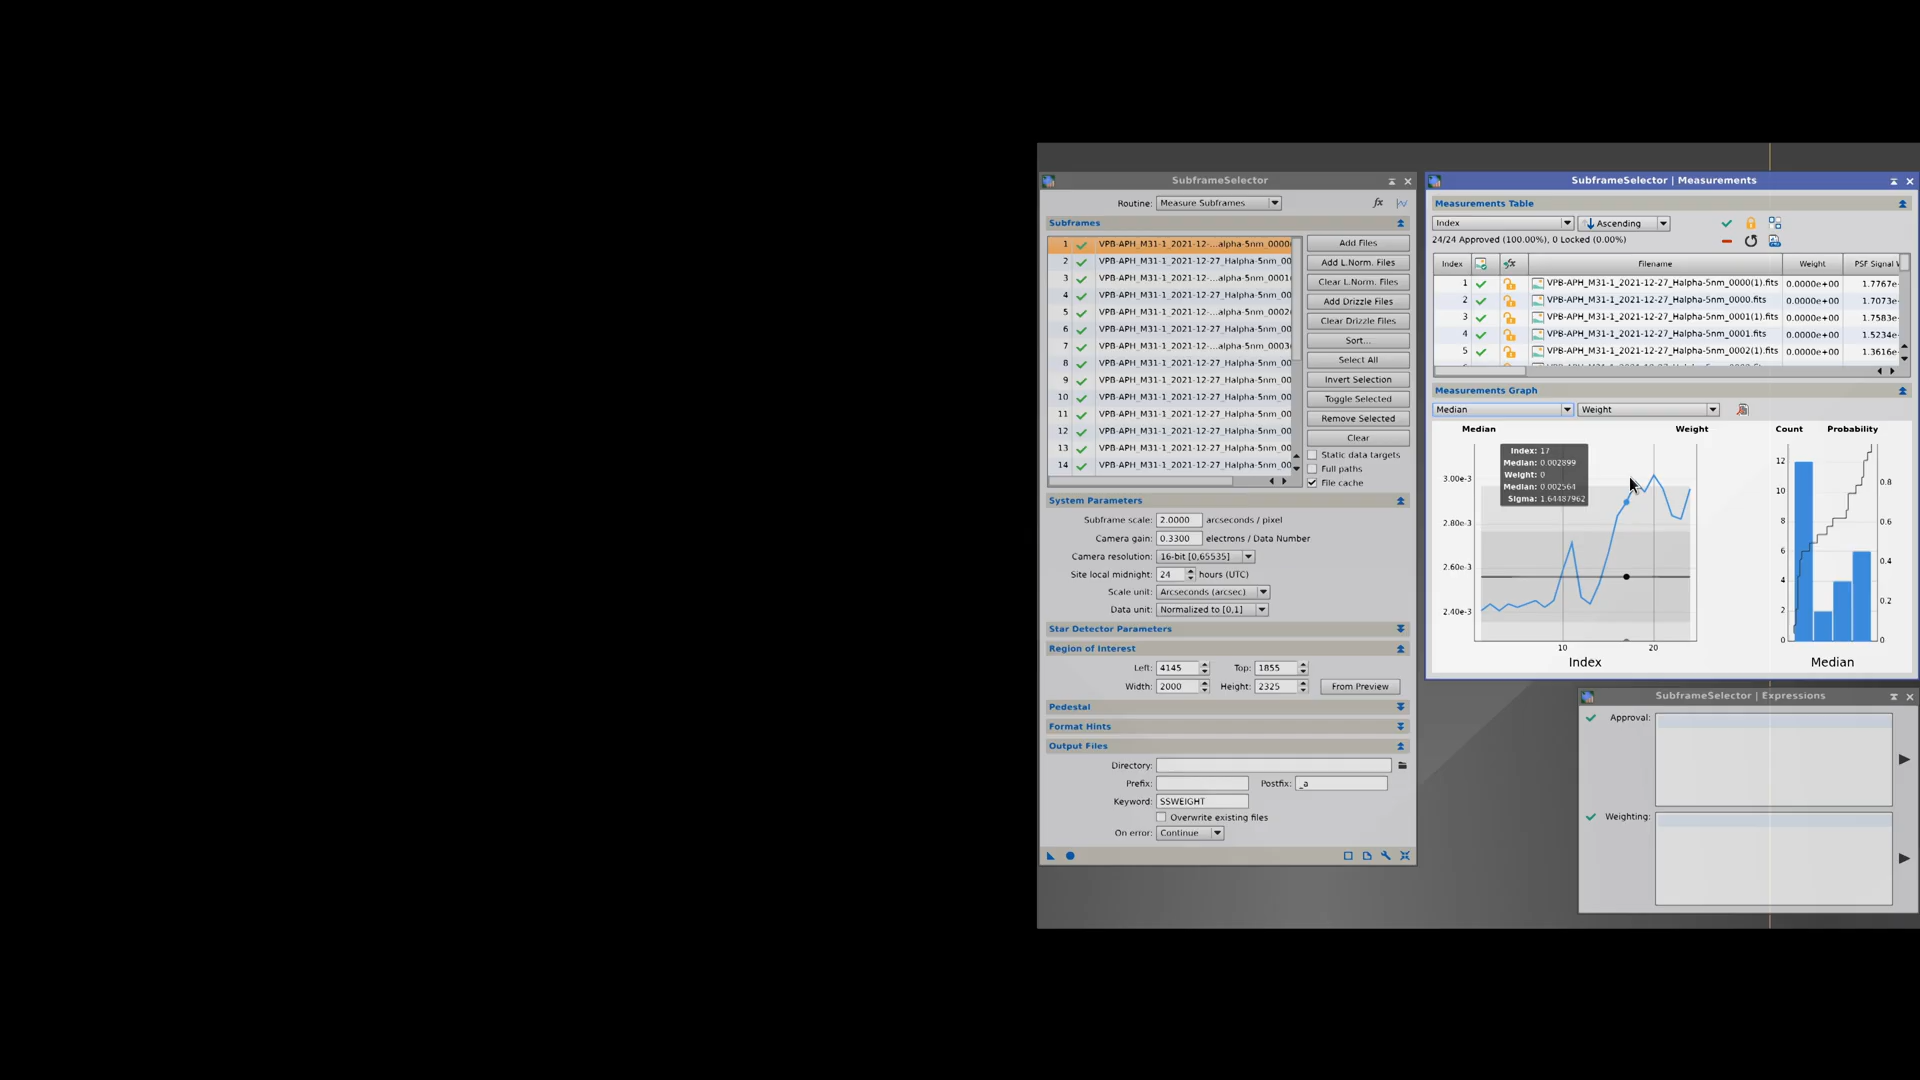 SubframeSelector
Routine: Measure Subframes
Subframes
1 VPB-APH_M31-1_2021-12-...alpha-5nm_0000(
2 VPB-APH_M31-1_2021-12-27_Halpha-5nm_00
3 VPB-APH_M31-1_2021-12-...alpha-5nm_0001(
4 VPB-APH_M31-1_2021-12-27_Halpha-5nm_00
5 VPB-APH_M31-1_2021-12-...alpha-5nm_0002(
6 VPB-APH_M31-1_2021-12-27_Halpha-5nm_00
7 VPB-APH_M31-1_2021-12-...alpha-5nm_0003(
8 VPB-APH_M31-1_2021-12-27_Halpha-5nm_00
9 VPB-APH_M31-1_2021-12-27_Halpha-5nm_00
10 VPB-APH_M31-1_2021-12-27_Halpha-5nm_00
11 VPB-APH_M31-1_2021-12-27_Halpha-5nm_00
12 VPB-APH_M31-1_2021-12-27_Halpha-5nm_00
13 VPB-APH_M31-1_2021-12-27_Halpha-5nm_00
14 VPB-APH_M31-1_2021-12-27_Halpha-5nm_00
Add Files
Add L.Norm. Files
Clear L.Norm. Files
Add Drizzle Files
Clear Drizzle Files
Sort...
Select All
Invert Selection
Toggle Selected
Remove Selected
Clear
Static data targets
Full paths
File cache
System Parameters
Subframe scale: 2.0000 arcseconds / pixel
Camera gain: 0.3300 electrons / Data Number
Camera resolution: 16-bit [0,65535]
Site local midnight: 24 hours (UTC)
Scale unit: Arcseconds (arcsec)
Data unit: Normalized to [0,1]
Star Detector Parameters
Region of Interest
Left: 4145 Top: 1855
Width: 2000 Height: 2325 From Preview
Pedestal
Format Hints
Output Files
Directory:
Prefix: Postfix: _a
Keyword: SSWEIGHT
Overwrite existing files
On error: Continue
SubframeSelector | Measurements
Measurements Table
Index Ascending
24/24 Approved (100.00%), 0 Locked (0.00%)
Index Filename Weight PSF Signal
1 VPB-APH_M31-1_2021-12-27_Halpha-5nm_0000(1).fits 0.0000e+00 1.7767e-
2 VPB-APH_M31-1_2021-12-27_Halpha-5nm_0000.fits 0.0000e+00 1.7073e-
3 VPB-APH_M31-1_2021-12-27_Halpha-5nm_0001(1).fits 0.0000e+00 1.7583e-
4 VPB-APH_M31-1_2021-12-27_Halpha-5nm_0001.fits 0.0000e+00 1.5234e-
5 VPB-APH_M31-1_2021-12-27_Halpha-5nm_0002(1).fits 0.0000e+00 1.3616e-
Measurements Graph
Median Weight
Median Weight Count Probability
Index: 17
Median: 0.002899
Weight: 0
Median: 0.002564
Sigma: 1.64487962
3.00e-3
2.80e-3
2.60e-3
2.40e-3
10 20
Index
12
10
8
6
4
2
0
0.8
0.6
0.4
0.2
0
Median
SubframeSelector | Expressions
Approval:
Weighting: